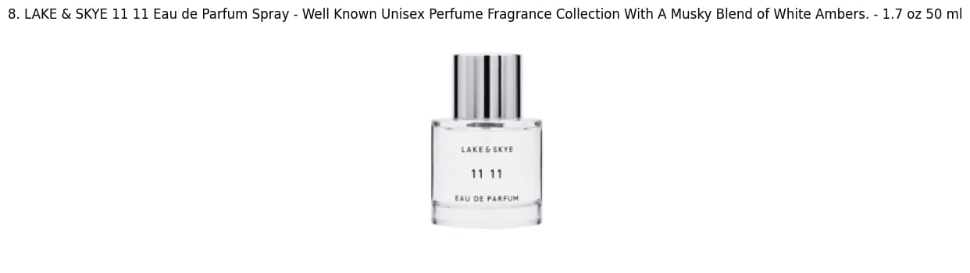 8. LAKE & SKYE 11 11 Eau de Parfum Spray - Well Known Unisex Perfume Fragrance Collection With A Musky Blend of White Ambers. - 1.7 oz 50 ml
LAKE & SKYE
11 11
EAU DE PARFUM